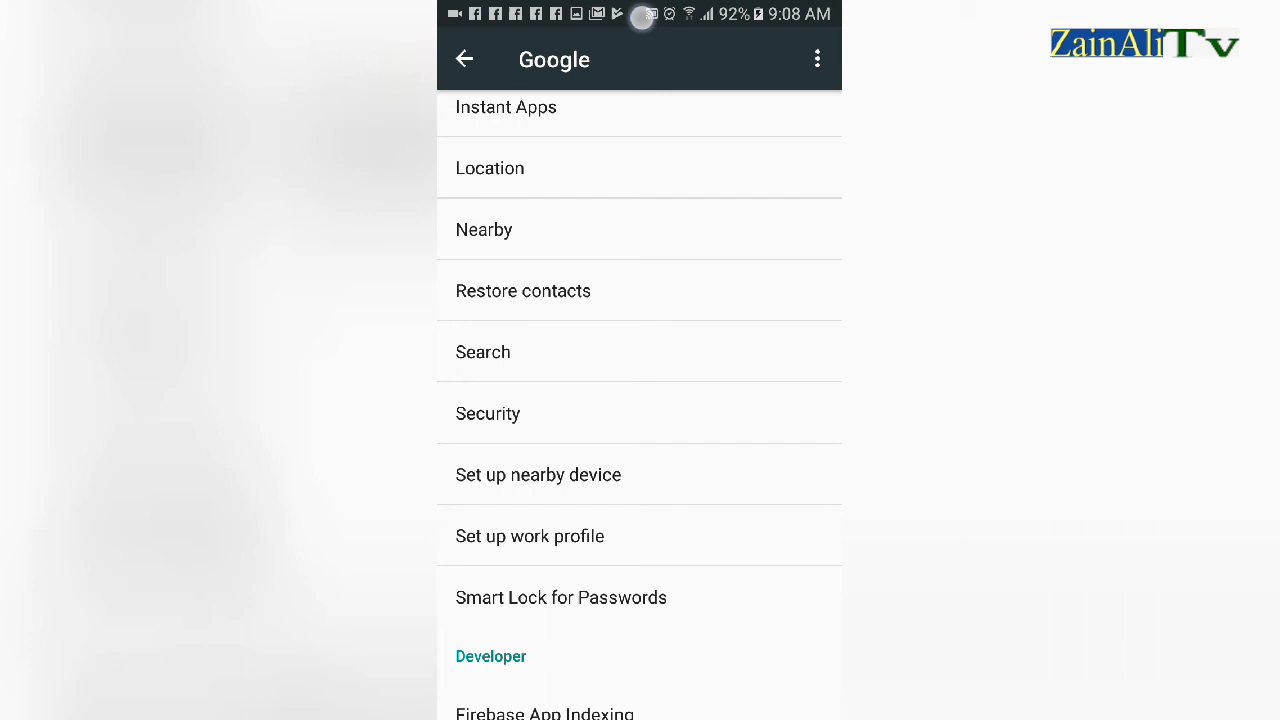 92% 9:08 AM
ZainAliTv
Google
Instant Apps
Location
Nearby
Restore contacts
Search
Security
Set up nearby device
Set up work profile
Smart Lock for Passwords
Developer
Firebase App Indexing